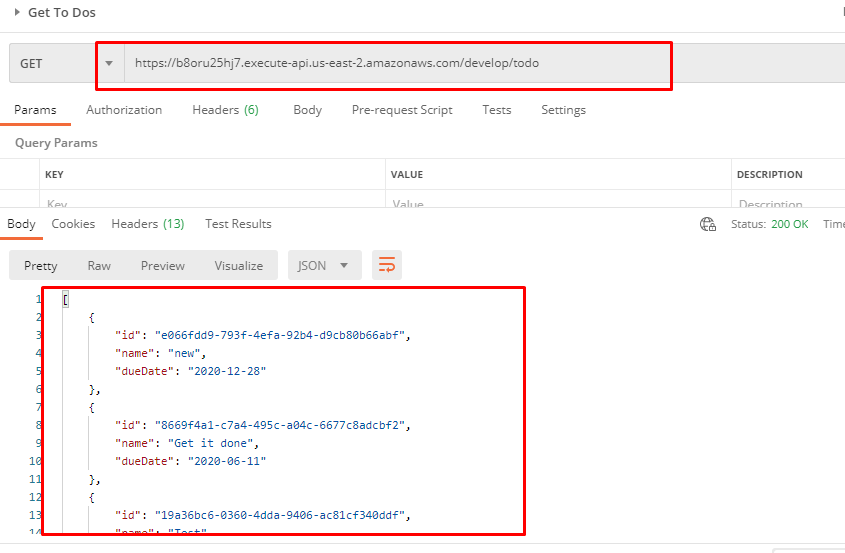 Get To Dos
GET https://b8oru25hj7.execute-api.us-east-2.amazonaws.com/develop/todo
Params Authorization Headers (6) Body Pre-request Script Tests Settings
Query Params
KEY VALUE DESCRIPTION
Key Value Description
Body Cookies Headers (13) Test Results Status: 200 OK Time
Pretty Raw Preview Visualize JSON
1 [
2 {
3 "id": "e066fdd9-793f-4efa-92b4-d9cb80b66abf",
4 "name": "new",
5 "dueDate": "2020-12-28"
6 },
7 {
8 "id": "8669f4a1-c7a4-495c-a04c-6677c8adcbf2",
9 "name": "Get it done",
10 "dueDate": "2020-06-11"
11 },
12 {
13 "id": "19a36bc6-0360-4dda-9406-ac81cf340ddf",
14 "name": "Test"